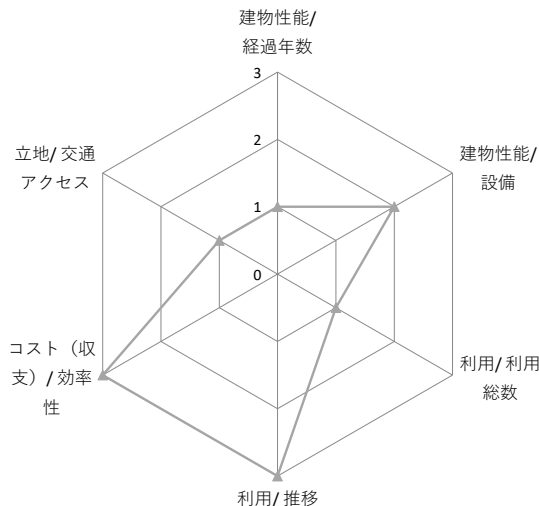 建物性能/
経過年数
3
2
1
0
建物性能/
設備
利用/ 利用
総数
利用/ 推移
コスト（収
支）/ 効率
性
立地/ 交通
アクセス